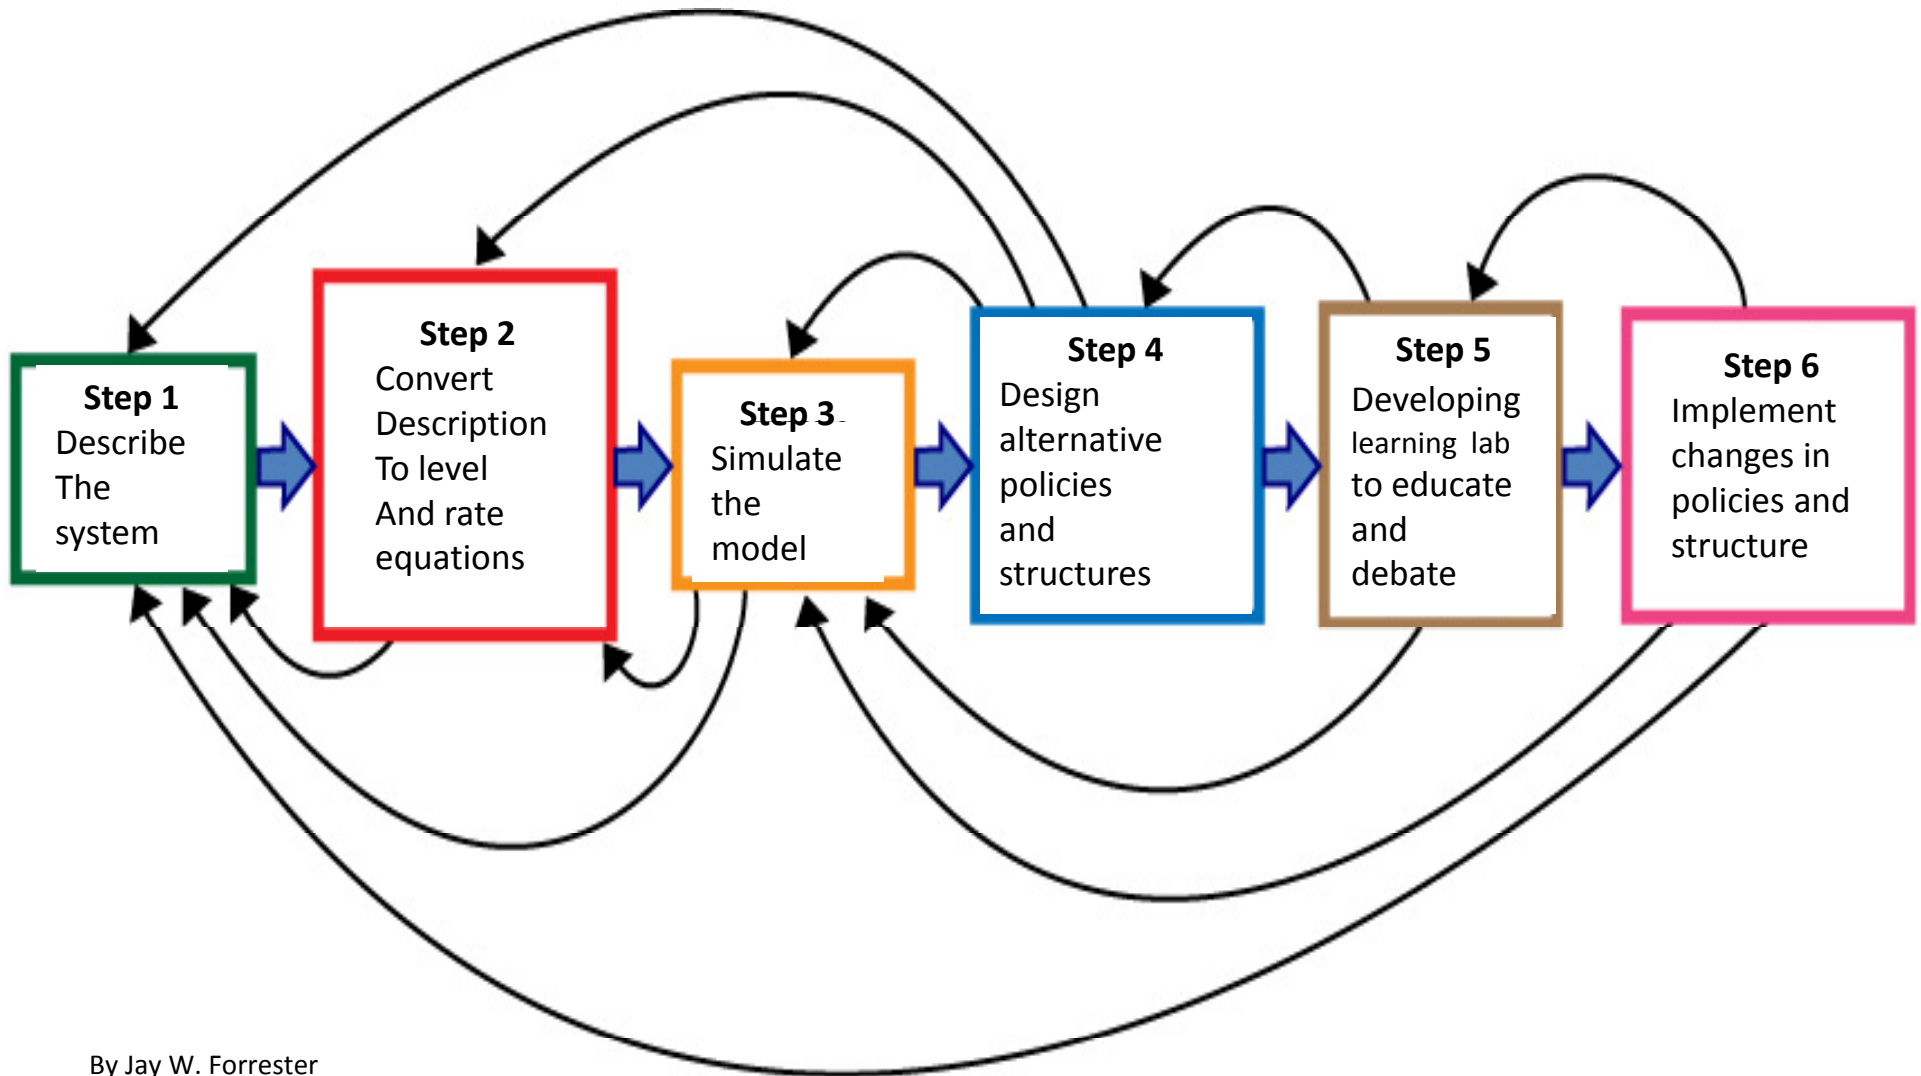 Step 1
Describe
The
system
Step 2
Convert
Description
To level
And rate
equations
Step 3
Simulate
the
model
Step 4
Design
alternative
policies
and
structures
Step 5
Developing
learning lab
to educate
and
debate
Step 6
Implement
changes in
policies and
structure
By Jay W. Forrester